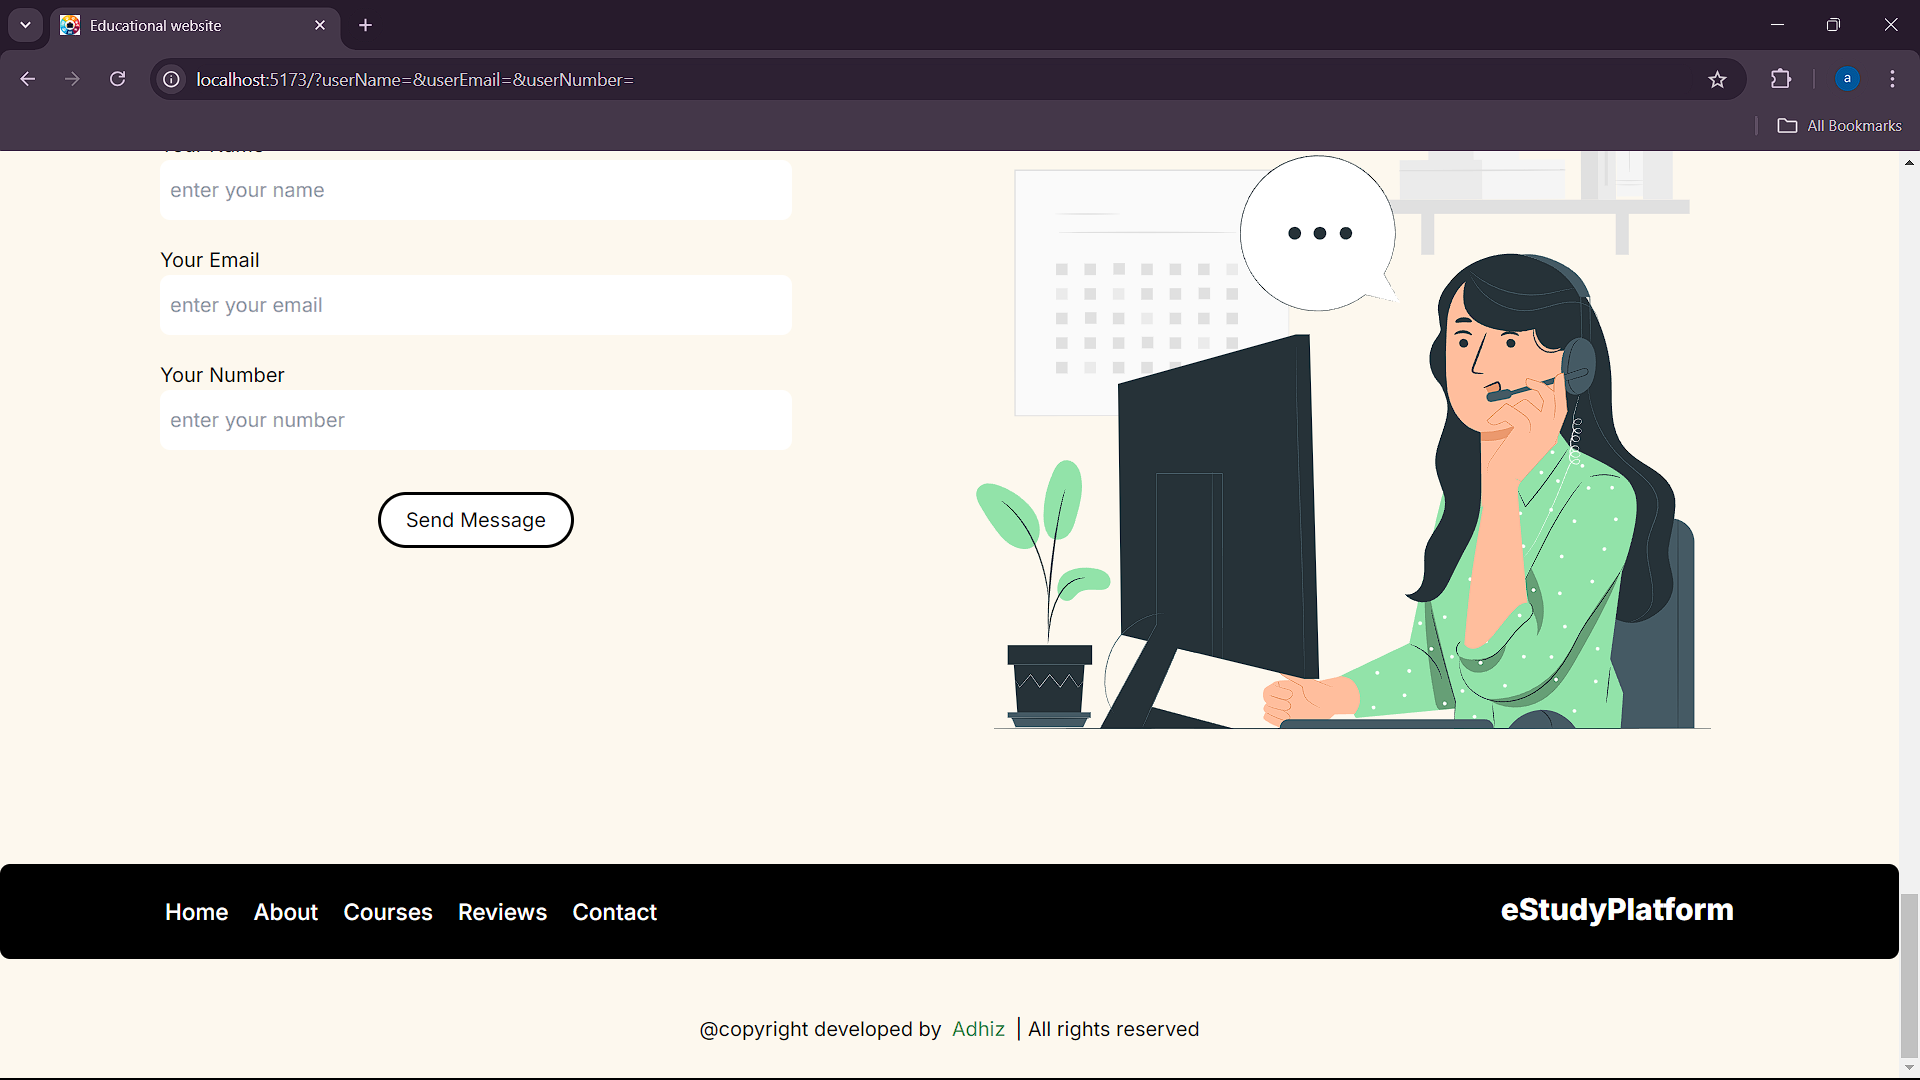 Educational website
localhost:5173/?userName=&userEmail=&userNumber=
a
All Bookmarks
enter your name
Your Email
enter your email
Your Number
enter your number
Send Message
Home About Courses Reviews Contact
eStudyPlatform
@copyright developed by Adhiz | All rights reserved